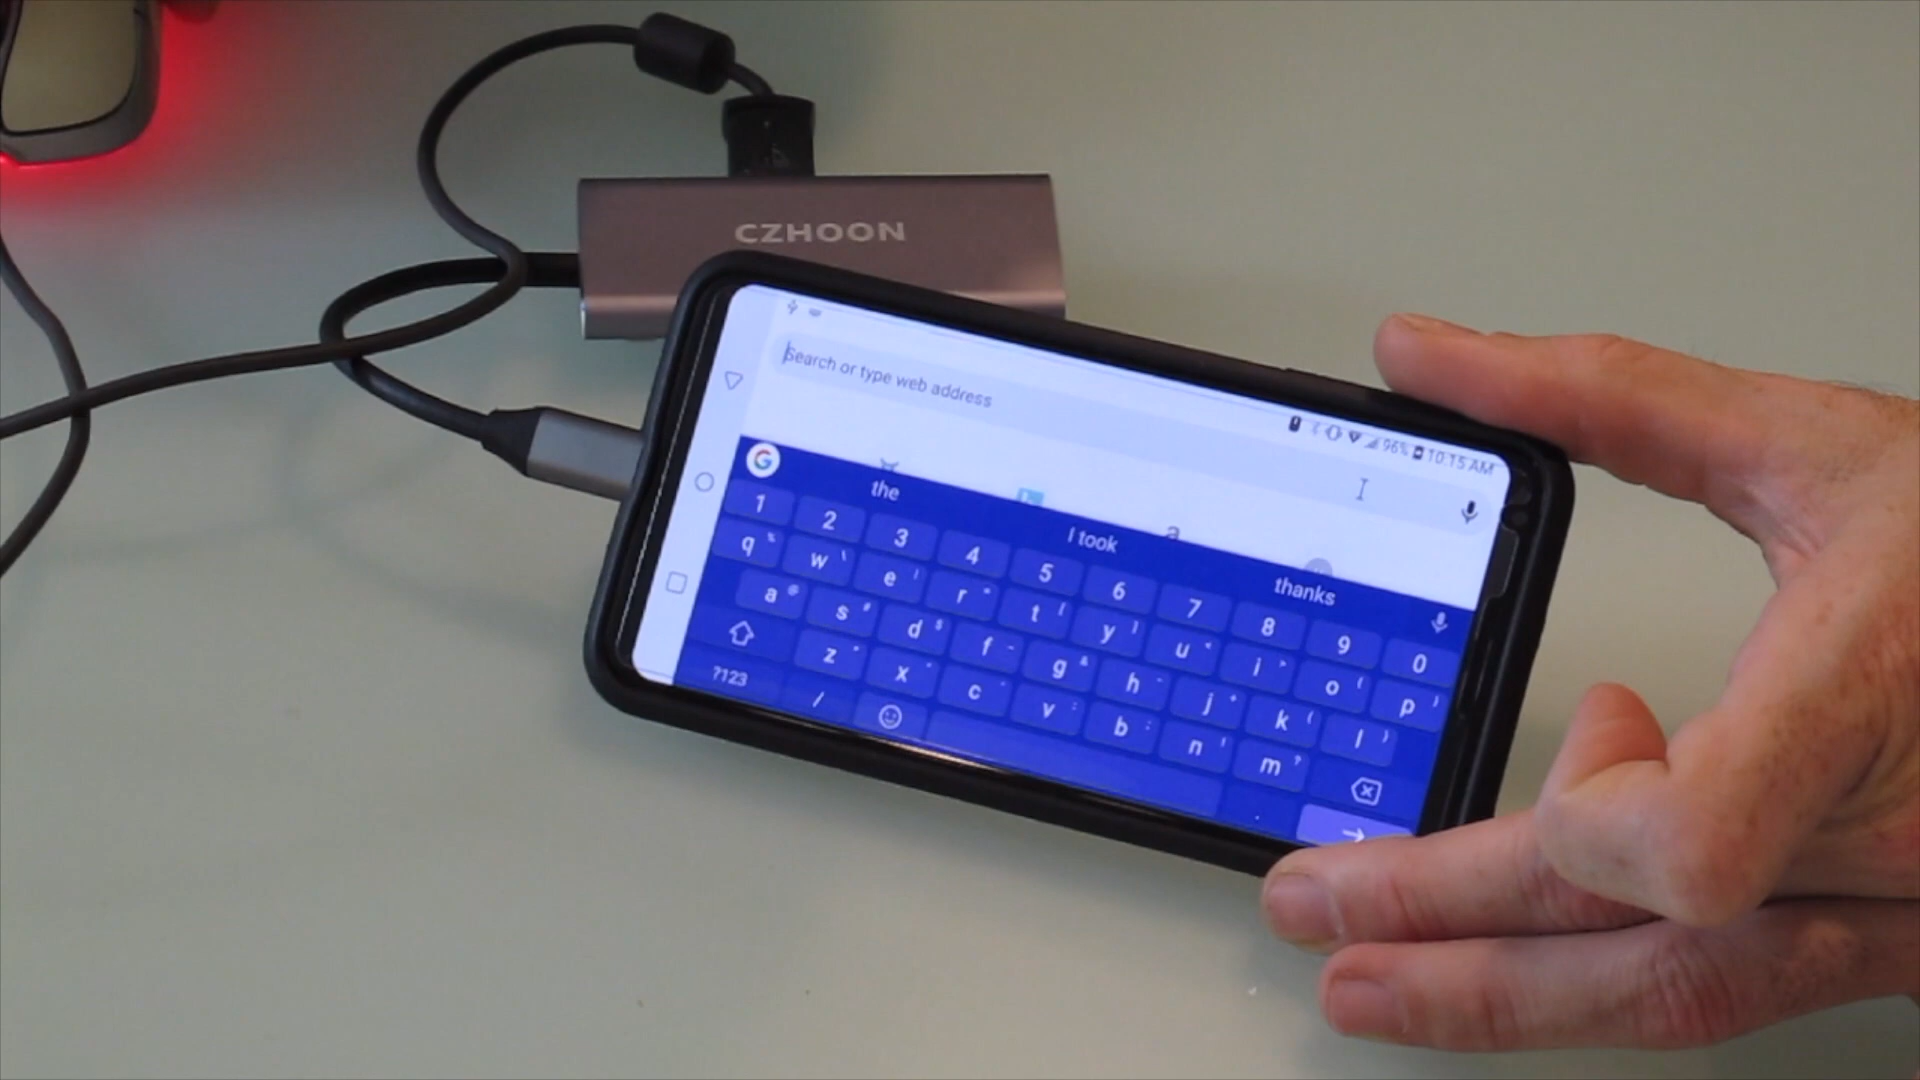 CZHOON
96% 10:15 AM
Search or type web address
the I took thanks
1 2 3 4 5 6 7 8 9 0
q w e r t y u i o p
a s d f g h j k l
z x c v b n m
?123 / .